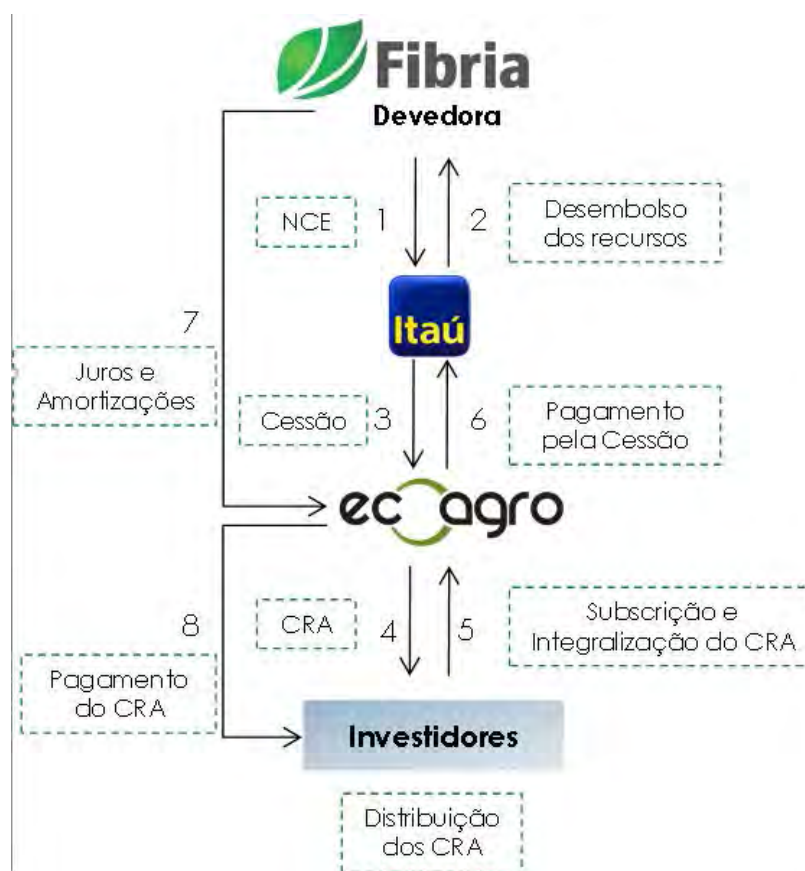 Fibria
Devedora
NCE
1
2
Desembolso
dos recursos
Itaú
7
Juros e
Amortizações
Cessão
3
6
Pagamento
pela Cessão
ecoagro
8
CRA
4
5
Subscrição e
Integralização do CRA
Pagamento
do CRA
Investidores
Distribuição
dos CRA